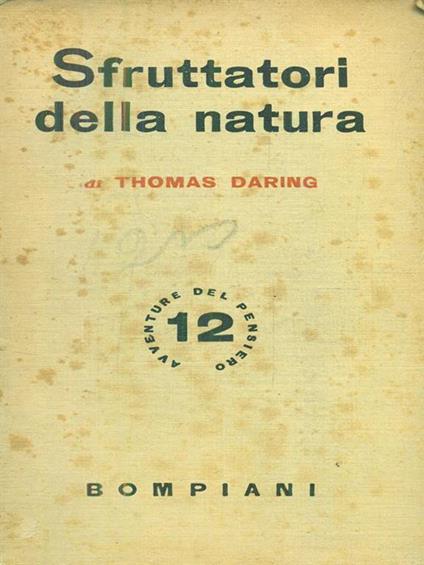 Sfruttatori
della natura
di THOMAS DARING
AVVENTURE DEL PENSIERO
12
BOMPIANI